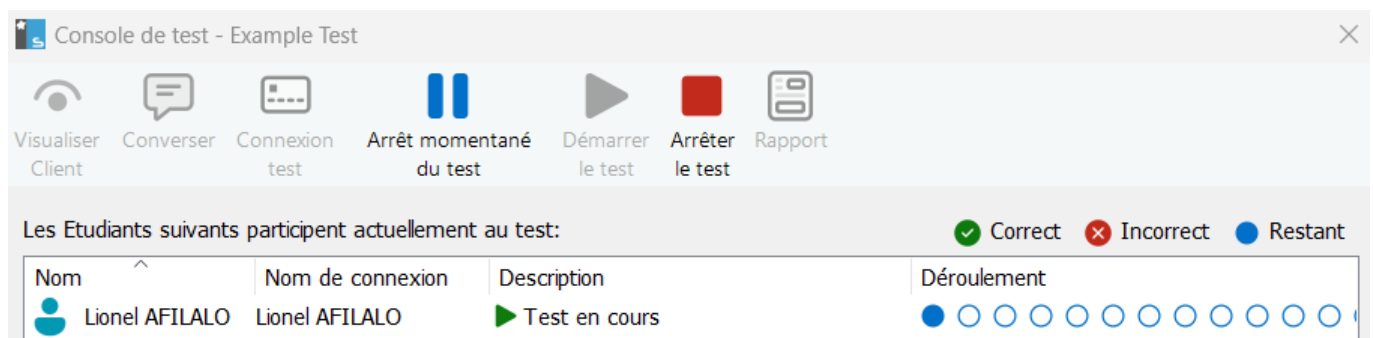 Console de test - Example Test
Visualiser Client
Converser
Connexion test
Arrêt momentané du test
Démarrer le test
Arrêter le test
Rapport
Les Etudiants suivants participent actuellement au test:
Correct Incorrect Restant
Nom Nom de connexion Description Déroulement
Lionel AFILALO Lionel AFILALO Test en cours